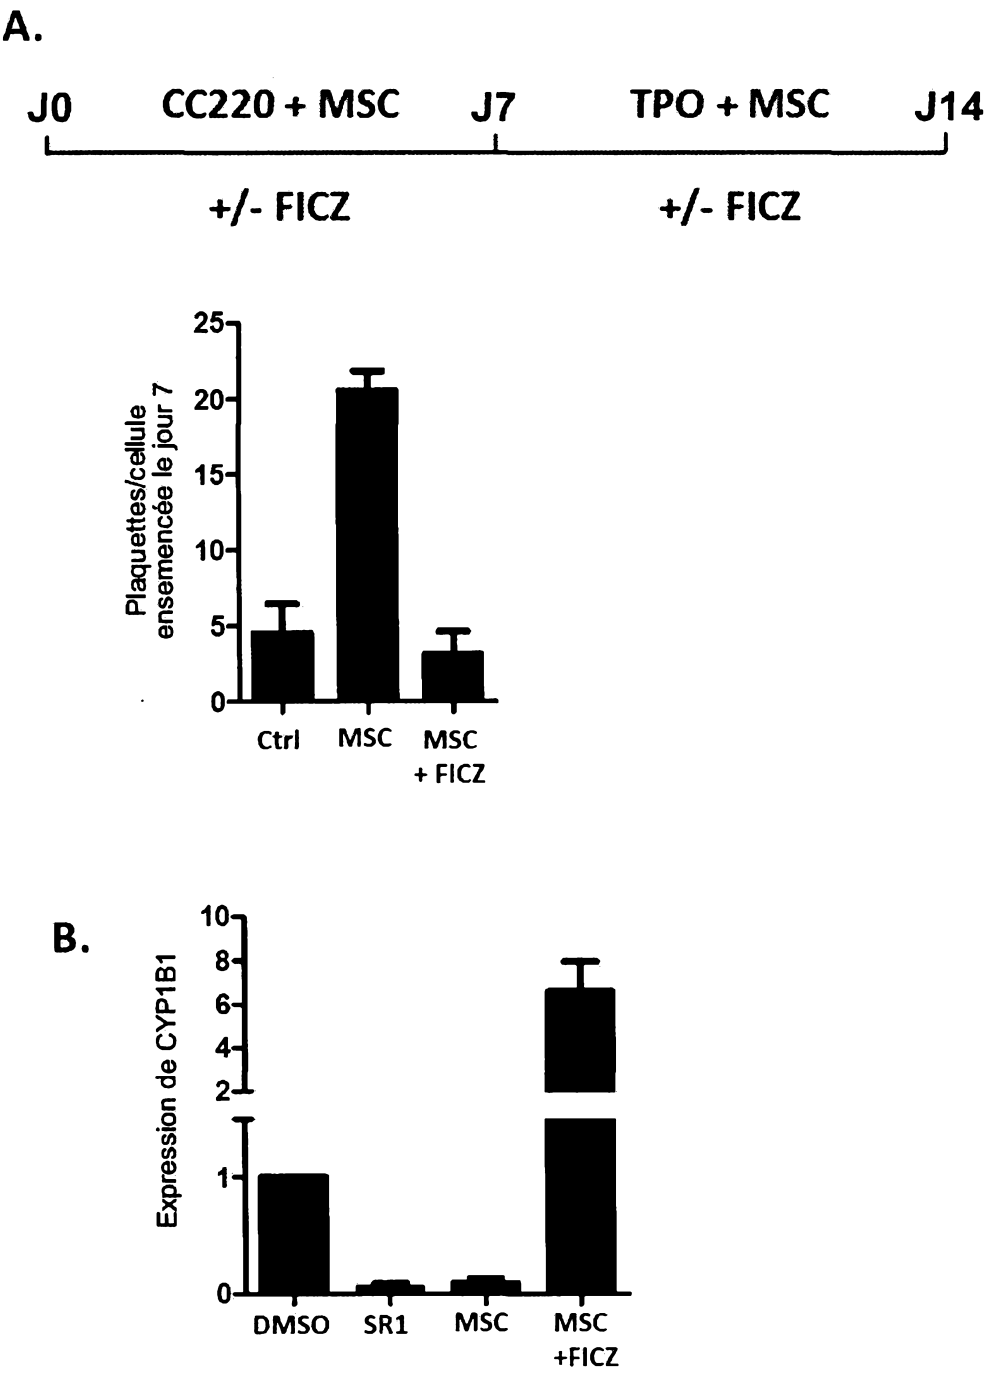 A.
J0 CC220 + MSC J7 TPO + MSC J14
+/- FICZ +/- FICZ
Plaquettes/cellule
ensemencée le jour 7
25
20
15
10
5
0
Ctrl MSC MSC
+ FICZ
B.
Expression de CYP1B1
10
8
6
4
2
1
0
DMSO SR1 MSC MSC
+FICZ